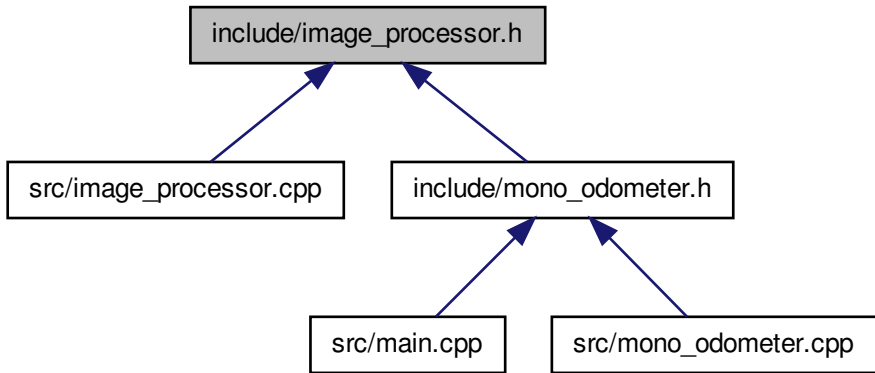 include/image_processor.h
src/image_processor.cpp
include/mono_odometer.h
src/main.cpp
src/mono_odometer.cpp